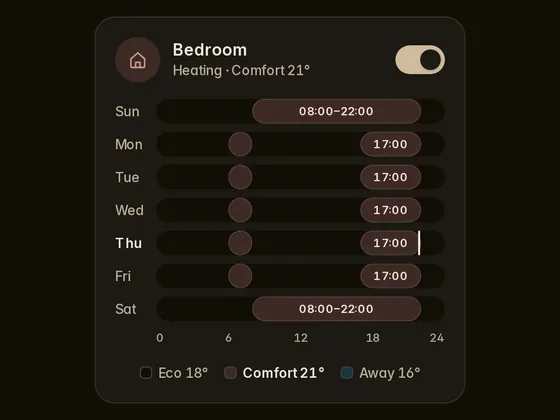 Bedroom
Heating · Comfort 21°
Sun 08:00–22:00
Mon 17:00
Tue 17:00
Wed 17:00
Thu 17:00
Fri 17:00
Sat 08:00–22:00
0 6 12 18 24
Eco 18° Comfort 21° Away 16°